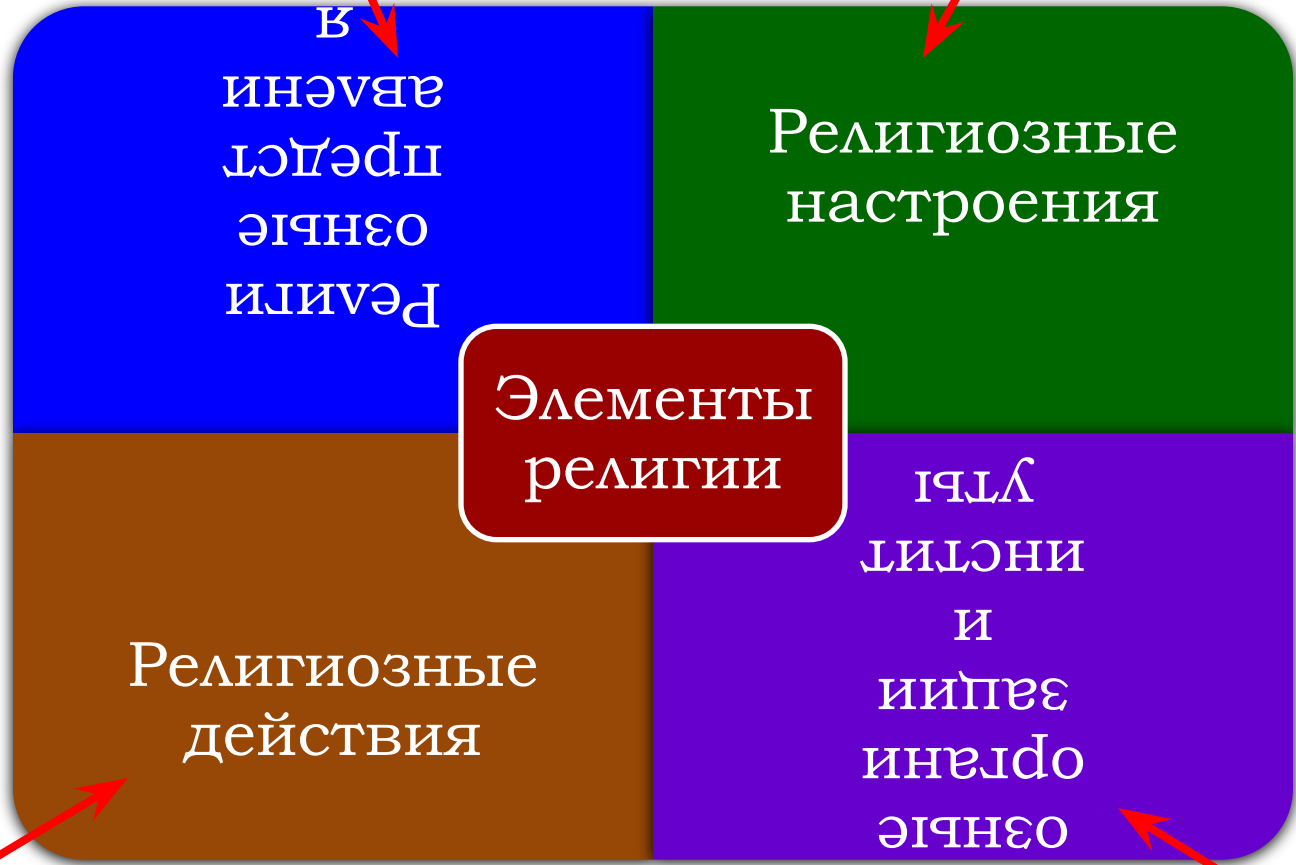 Религи
озные
предст
авлени
я
Религиозные
настроения
Элементы
религии
Религиозные
действия
озные
органи
зации
и
инстит
уты